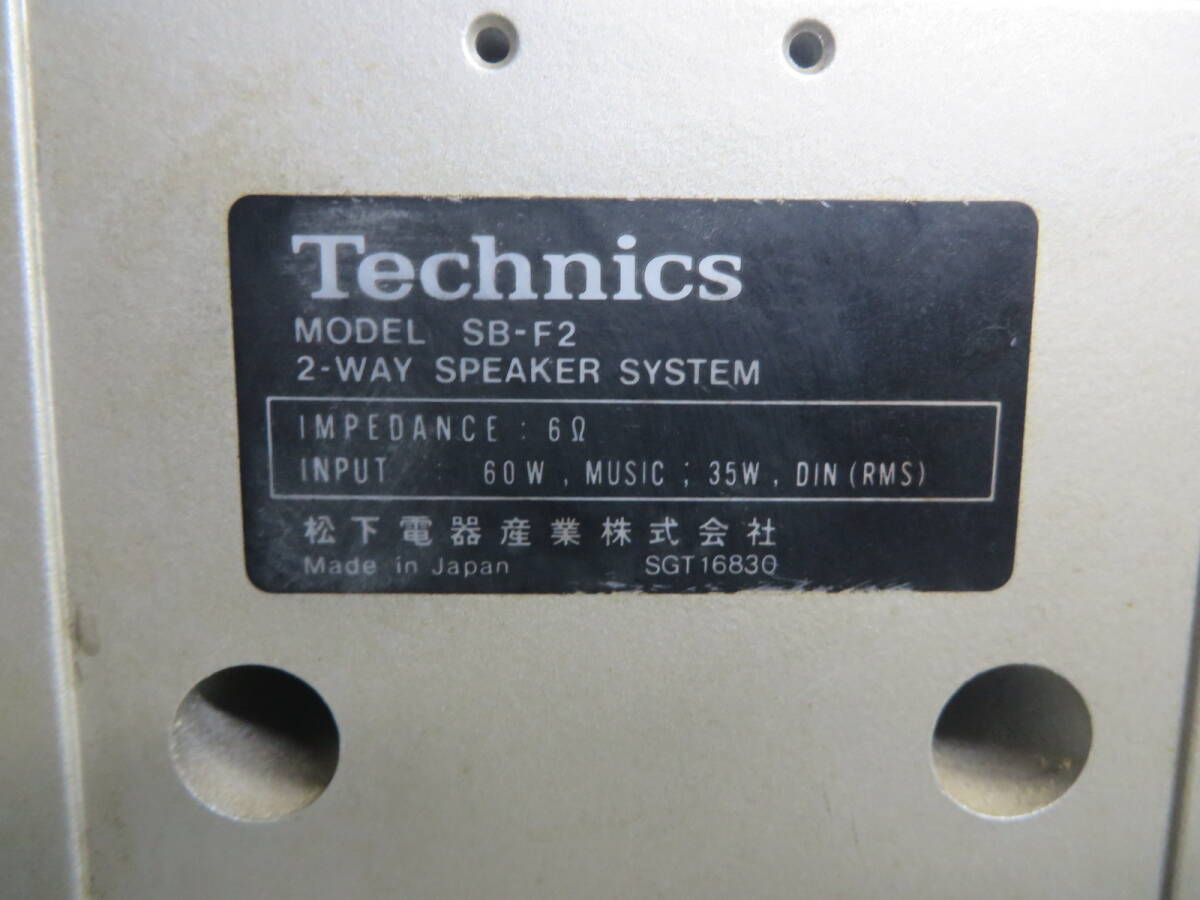 Technics
MODEL SB-F2
2-WAY SPEAKER SYSTEM
IMPEDANCE : 6Ω
INPUT : 60W, MUSIC ; 35W, DIN (RMS)
松下電器産業株式会社
Made in Japan SGT16830